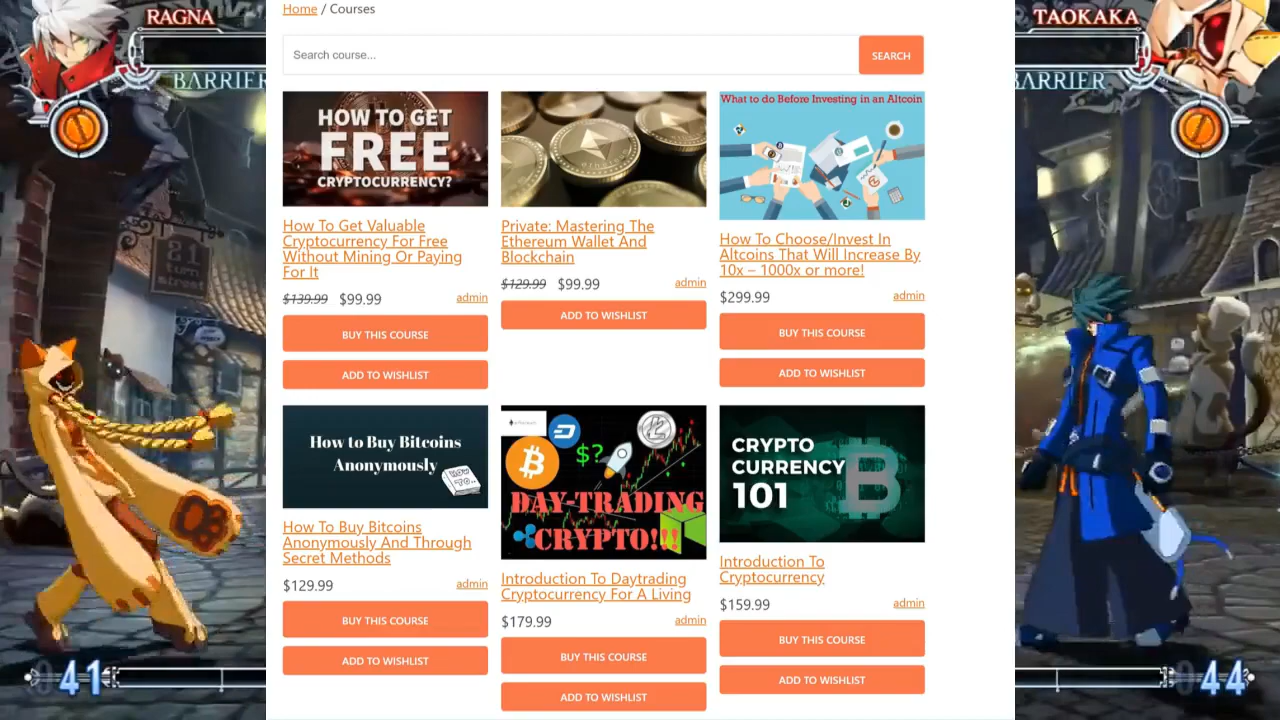 RAGNA
TAOKAKA
BARRIER
BARRIER
21
turn
street
41
44
Home / Courses
Search course...
SEARCH
HOW TO GET
FREE
CRYPTOCURRENCY?
How To Get Valuable
Cryptocurrency For Free
Without Mining Or Paying
For It
$139.99 $99.99
admin
BUY THIS COURSE
ADD TO WISHLIST
Private: Mastering The
Ethereum Wallet And
Blockchain
$129.99 $99.99
admin
ADD TO WISHLIST
What to do Before Investing in an Altcoin
How To Choose/Invest In
Altcoins That Will Increase By
10x – 1000x or more!
$299.99
admin
BUY THIS COURSE
ADD TO WISHLIST
How to Buy Bitcoins
Anonymously
HOW
TO..
How To Buy Bitcoins
Anonymously And Through
Secret Methods
$129.99
admin
BUY THIS COURSE
ADD TO WISHLIST
$?
DAY-TRADING
CRYPTO!!!
Introduction To Daytrading
Cryptocurrency For A Living
$179.99
admin
BUY THIS COURSE
ADD TO WISHLIST
CRYPTO
CURRENCY
101
Introduction To
Cryptocurrency
$159.99
admin
BUY THIS COURSE
ADD TO WISHLIST